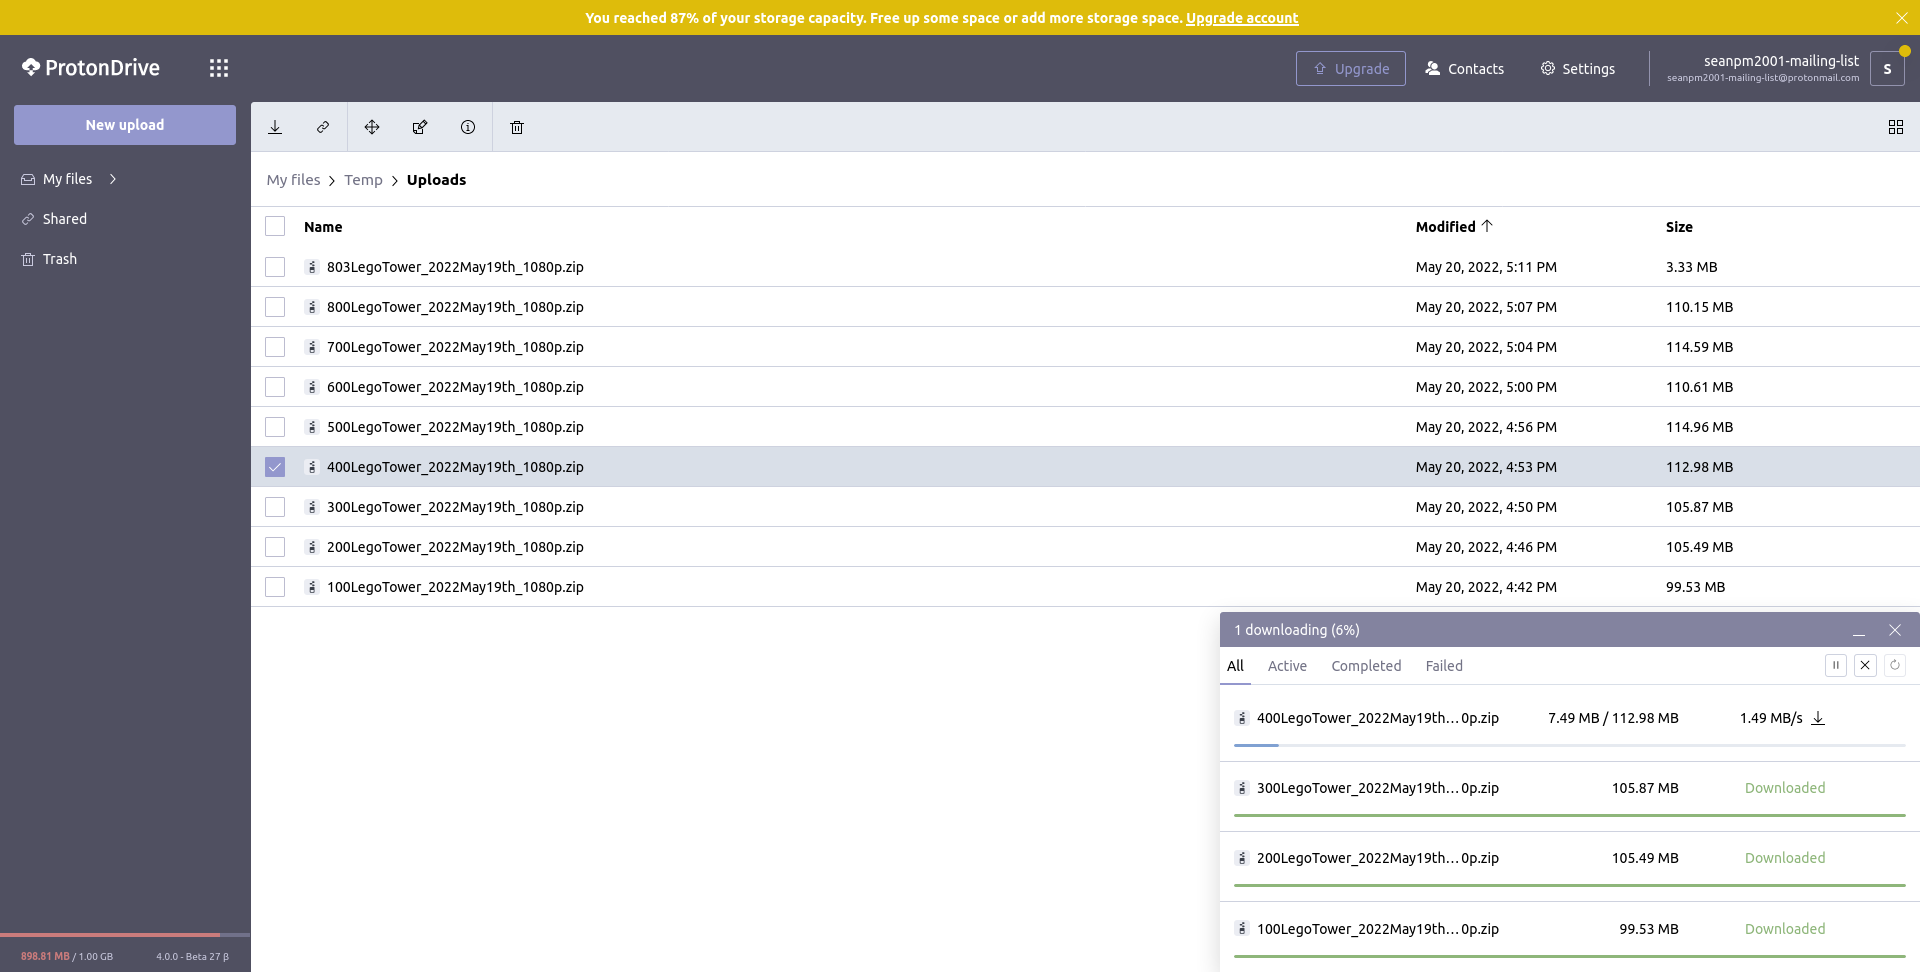 You reached 87% of your storage capacity. Free up some space or add more storage space. Upgrade account
ProtonDrive
Upgrade
Contacts
Settings
seanpm2001-mailing-list
seanpm2001-mailing-list@protonmail.com
S
New upload
My files
Shared
Trash
My files > Temp > Uploads
Name Modified Size
803LegoTower_2022May19th_1080p.zip May 20, 2022, 5:11 PM 3.33 MB
800LegoTower_2022May19th_1080p.zip May 20, 2022, 5:07 PM 110.15 MB
700LegoTower_2022May19th_1080p.zip May 20, 2022, 5:04 PM 114.59 MB
600LegoTower_2022May19th_1080p.zip May 20, 2022, 5:00 PM 110.61 MB
500LegoTower_2022May19th_1080p.zip May 20, 2022, 4:56 PM 114.96 MB
400LegoTower_2022May19th_1080p.zip May 20, 2022, 4:53 PM 112.98 MB
300LegoTower_2022May19th_1080p.zip May 20, 2022, 4:50 PM 105.87 MB
200LegoTower_2022May19th_1080p.zip May 20, 2022, 4:46 PM 105.49 MB
100LegoTower_2022May19th_1080p.zip May 20, 2022, 4:42 PM 99.53 MB
1 downloading (6%)
All Active Completed Failed
400LegoTower_2022May19th...0p.zip 7.49 MB / 112.98 MB 1.49 MB/s
300LegoTower_2022May19th...0p.zip 105.87 MB Downloaded
200LegoTower_2022May19th...0p.zip 105.49 MB Downloaded
100LegoTower_2022May19th...0p.zip 99.53 MB Downloaded
898.81 MB / 1.00 GB 4.0.0 - Beta 27 β